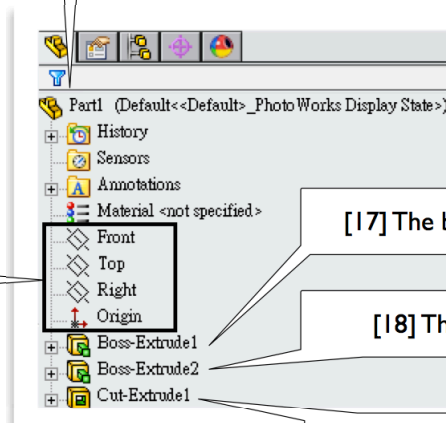 Part1 (Default<<Default>_PhotoWorks Display State>)
History
Sensors
A Annotations
Material <not specified>
[17] The
Front
Top
Right
[18] Th
Origin
Boss-Extrude1
Boss-Extrude2
Cut-Extrude1